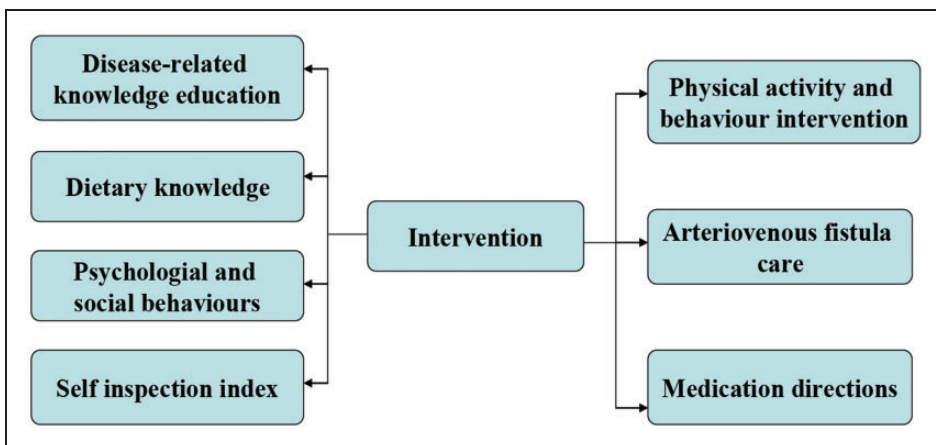 Disease-related
knowledge education
Dietary knowledge
Psychologial and
social behaviours
Self inspection index
Intervention
Physical activity and
behaviour intervention
Arteriovenous fistula
care
Medication directions